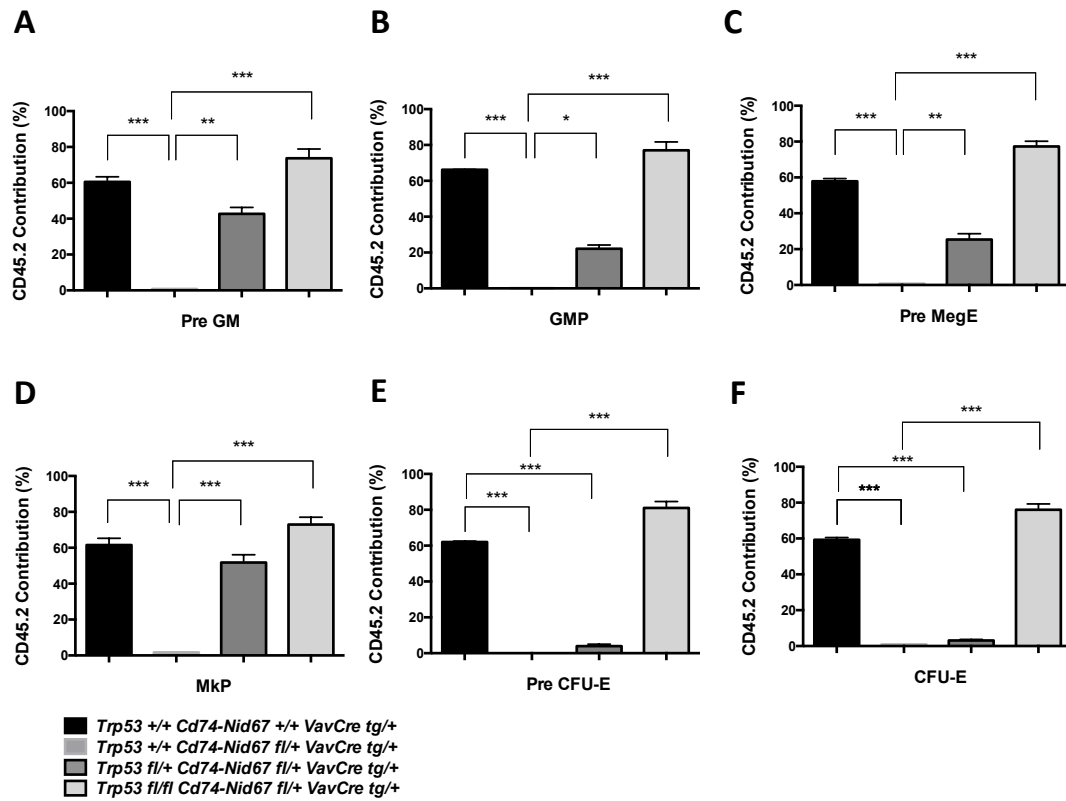 A
CD45.2 Contribution (%)
100
80
60
40
20
0
***
***
**
Pre GM
B
CD45.2 Contribution (%)
100
80
60
40
20
0
***
***
*
GMP
C
CD45.2 Contribution (%)
100
80
60
40
20
0
***
***
**
Pre MegE
D
CD45.2 Contribution (%)
100
80
60
40
20
0
***
***
***
MkP
E
CD45.2 Contribution (%)
100
80
60
40
20
0
***
***
***
Pre CFU-E
F
CD45.2 Contribution (%)
100
80
60
40
20
0
***
***
***
CFU-E
Trp53 +/+ Cd74-Nid67 +/+ VavCre tg/+
Trp53 +/+ Cd74-Nid67 fl/+ VavCre tg/+
Trp53 fl/+ Cd74-Nid67 fl/+ VavCre tg/+
Trp53 fl/fl Cd74-Nid67 fl/+ VavCre tg/+